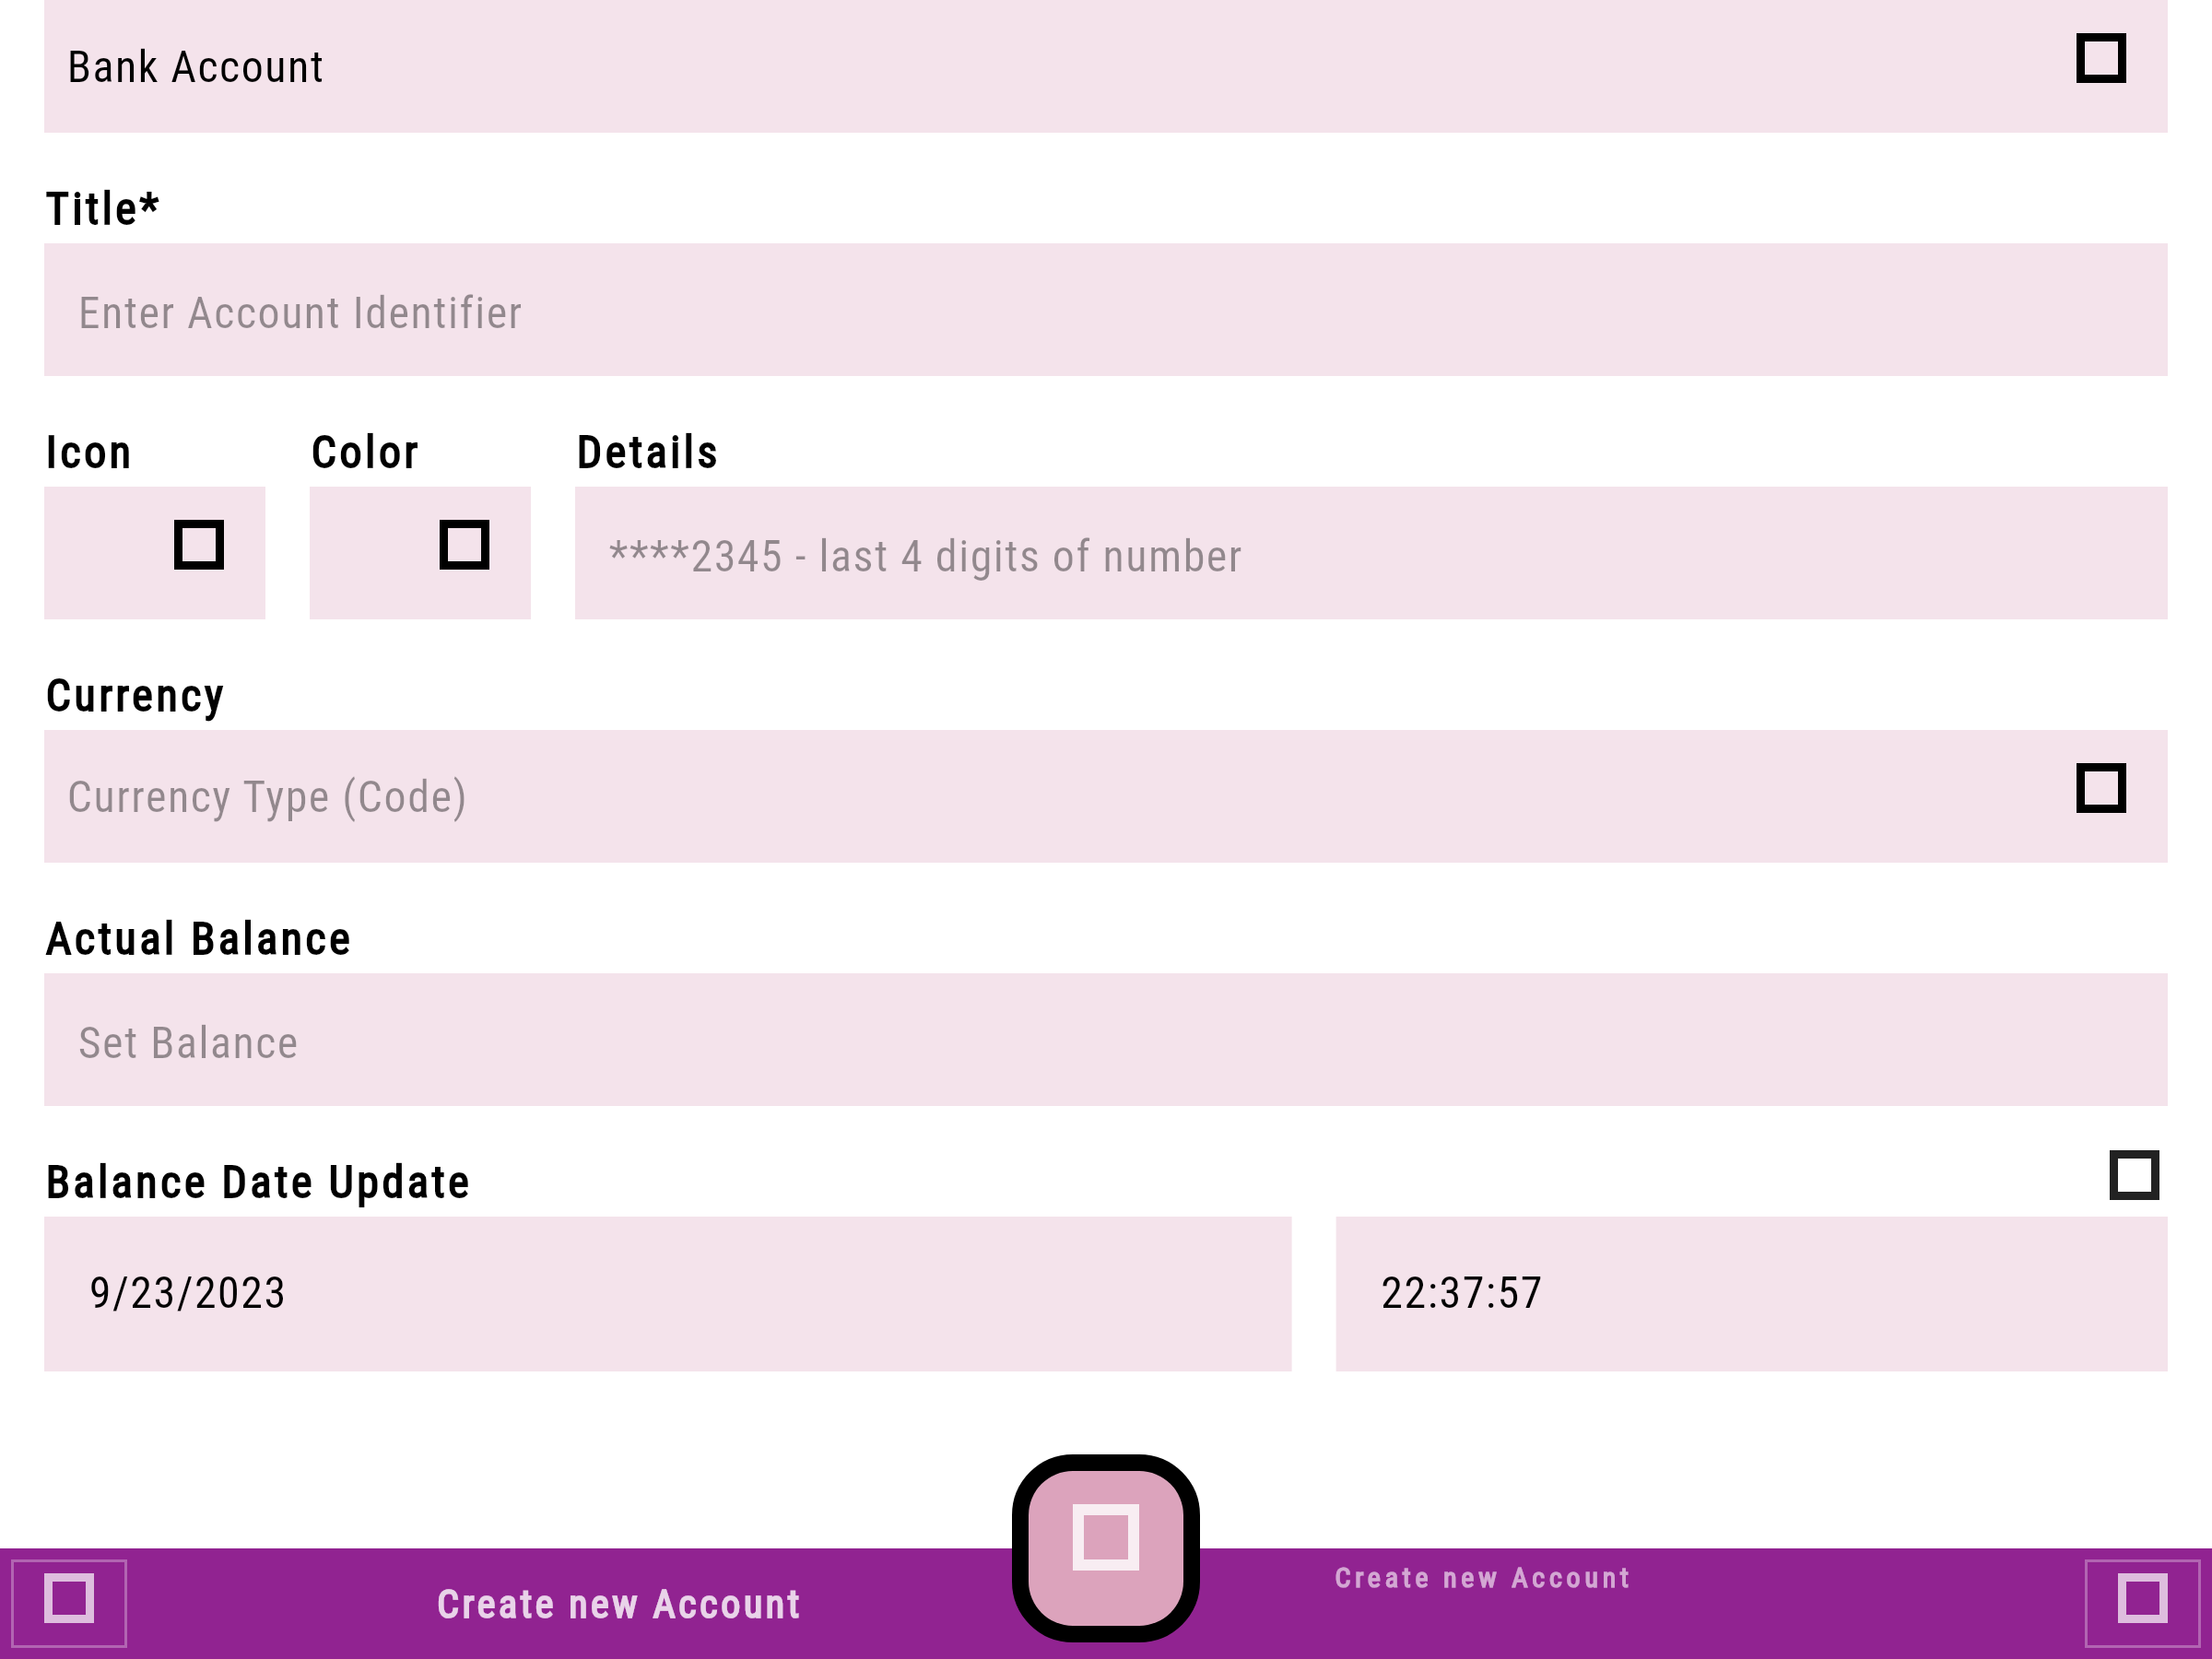 Bank Account
Title*
Enter Account Identifier
Icon
Color
Details
****2345 - last 4 digits of number
Currency
Currency Type (Code)
Actual Balance
Set Balance
Balance Date Update
9/23/2023
22:37:57
Create new Account
Create new Account